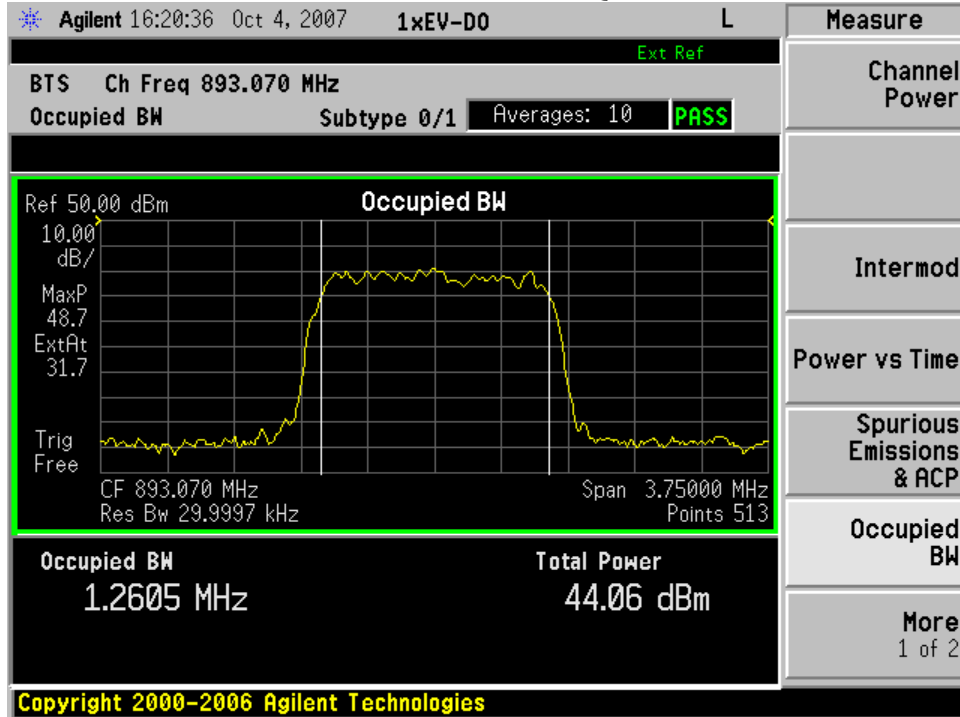 Agilent 16:20:36 Oct 4, 2007 1xEV-DO L
Measure
Ext Ref
BTS Ch Freq 893.070 MHz
Occupied BW Subtype 0/1 Averages: 10 PASS
Channel
Power
Ref 50.00 dBm Occupied BW
10.00
dB/
MaxP
48.7
ExtAt
31.7
Trig
Free
CF 893.070 MHz Span 3.75000 MHz
Res Bw 29.9997 kHz Points 513
Intermod
Power vs Time
Spurious
Emissions
& ACP
Occupied
BW
More
1 of 2
Occupied BW Total Power
1.2605 MHz 44.06 dBm
Copyright 2000-2006 Agilent Technologies